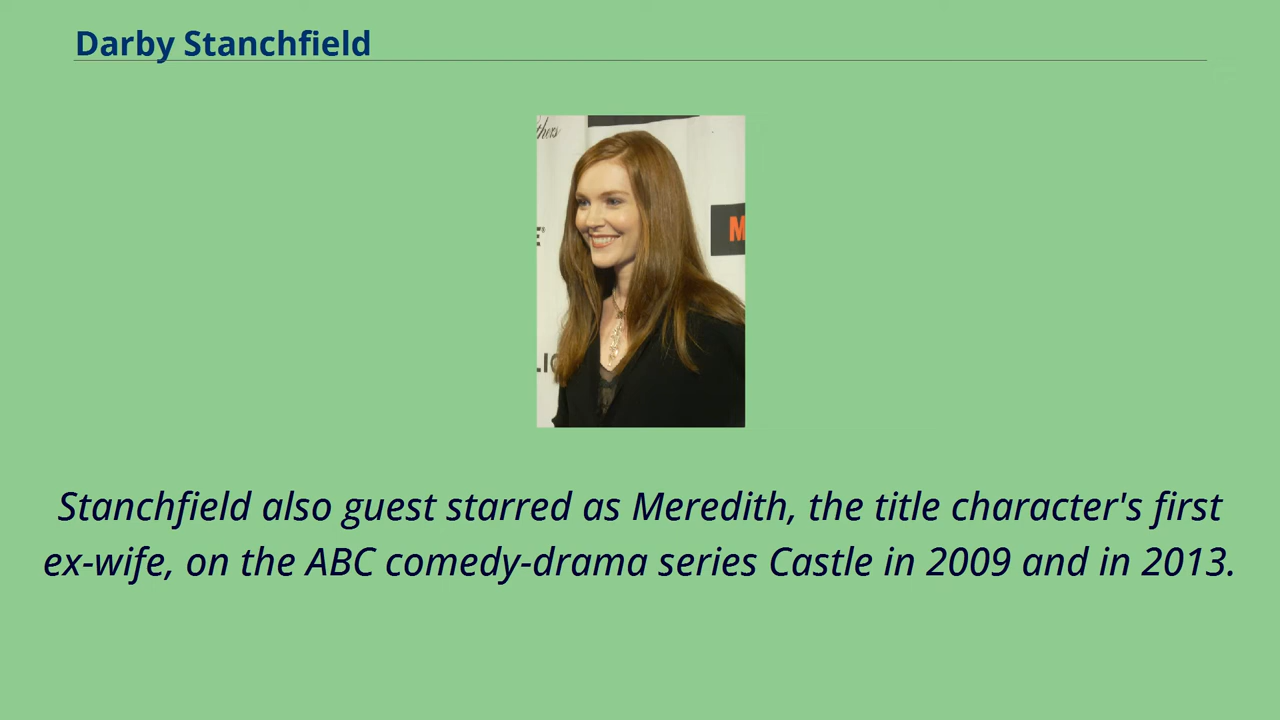 Darby Stanchfield
thers
M
Stanchfield also guest starred as Meredith, the title character's first
ex-wife, on the ABC comedy-drama series Castle in 2009 and in 2013.